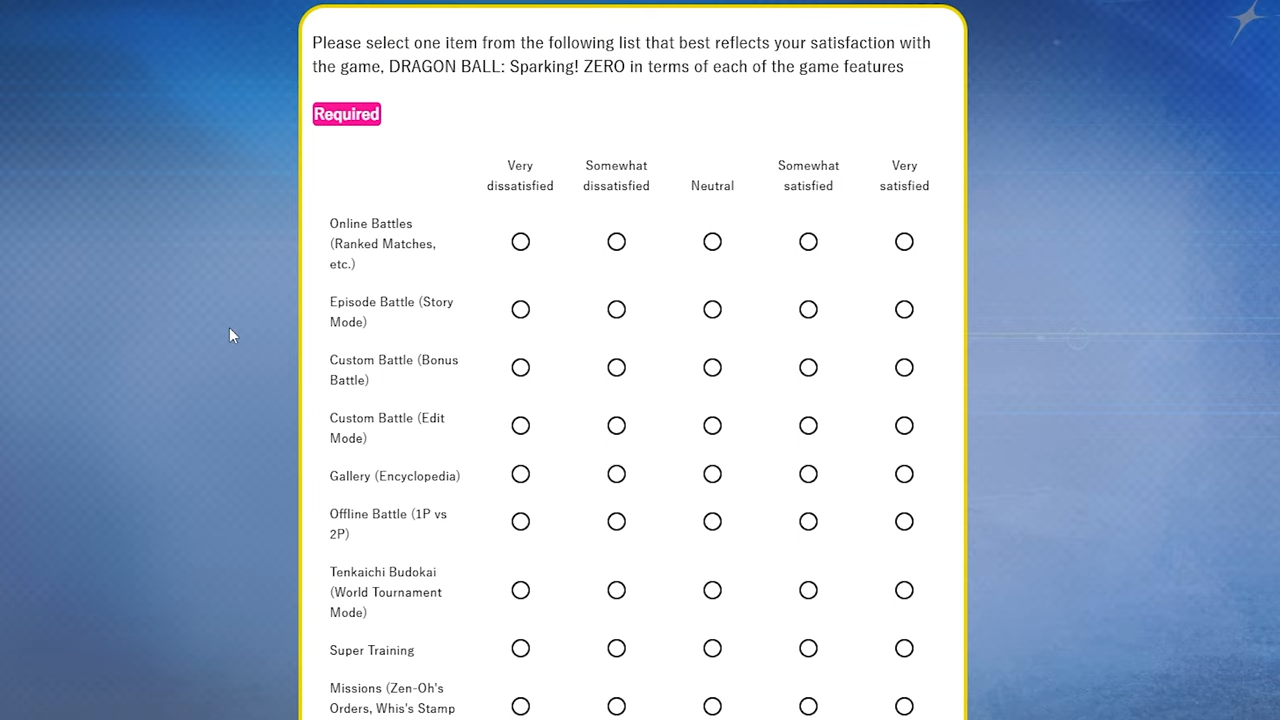 Please select one item from the following list that best reflects your satisfaction with
the game, DRAGON BALL: Sparking! ZERO in terms of each of the game features
Required
Very dissatisfied
Somewhat dissatisfied
Neutral
Somewhat satisfied
Very satisfied
Online Battles
(Ranked Matches,
etc.)
Episode Battle (Story
Mode)
Custom Battle (Bonus
Battle)
Custom Battle (Edit
Mode)
Gallery (Encyclopedia)
Offline Battle (1P vs
2P)
Tenkaichi Budokai
(World Tournament
Mode)
Super Training
Missions (Zen-Oh's
Orders, Whis's Stamp